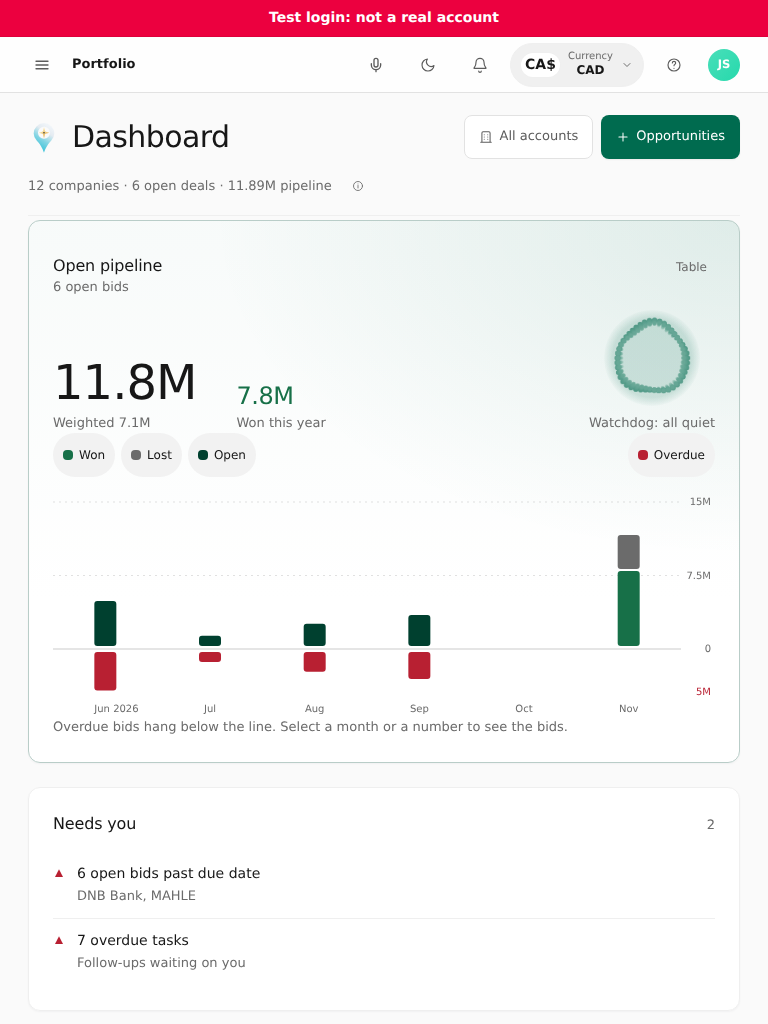 Test login: not a real account
Portfolio
CA$
Currency
CAD
JS
Dashboard
All accounts
+ Opportunities
12 companies · 6 open deals · 11.89M pipeline
Open pipeline
Table
6 open bids
11.8M
7.8M
Weighted 7.1M
Won this year
Watchdog: all quiet
Won
Lost
Open
Overdue
15M
7.5M
0
5M
Jun 2026
Jul
Aug
Sep
Oct
Nov
Overdue bids hang below the line. Select a month or a number to see the bids.
Needs you
2
6 open bids past due date
DNB Bank, MAHLE
7 overdue tasks
Follow-ups waiting on you